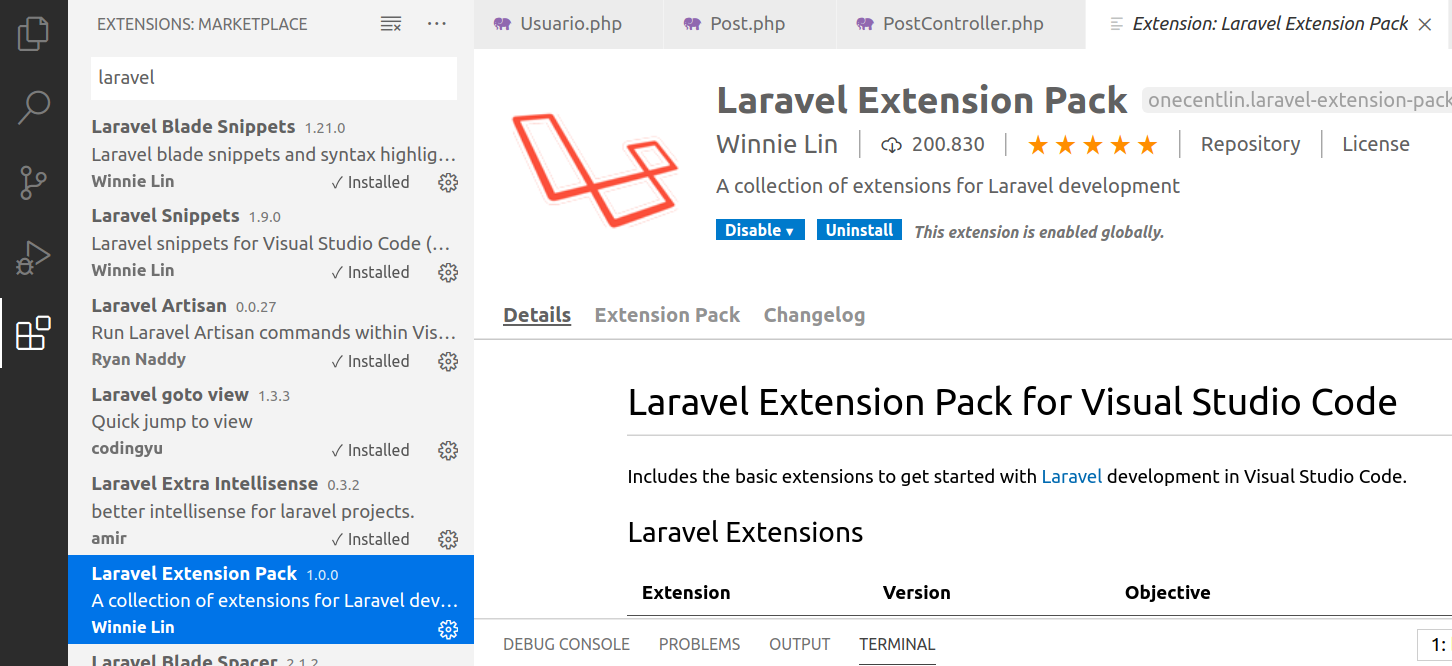 EXTENSIONS: MARKETPLACE
laravel
Laravel Blade Snippets 1.21.0
Laravel blade snippets and syntax highlig...
Winnie Lin ✓ Installed
Laravel Snippets 1.9.0
Laravel snippets for Visual Studio Code (...
Winnie Lin ✓ Installed
Laravel Artisan 0.0.27
Run Laravel Artisan commands within Vis...
Ryan Naddy ✓ Installed
Laravel goto view 1.3.3
Quick jump to view
codingyu ✓ Installed
Laravel Extra Intellisense 0.3.2
better intellisense for laravel projects.
amir ✓ Installed
Laravel Extension Pack 1.0.0
A collection of extensions for Laravel dev...
Winnie Lin
Laravel Blade Spacer 2.1.2
Usuario.php Post.php PostController.php Extension: Laravel Extension Pack
Laravel Extension Pack onecentlin.laravel-extension-pack
Winnie Lin 200.830 ★★★★★ Repository License
A collection of extensions for Laravel development
Disable ▾ Uninstall This extension is enabled globally.
Details Extension Pack Changelog
Laravel Extension Pack for Visual Studio Code
Includes the basic extensions to get started with Laravel development in Visual Studio Code.
Laravel Extensions
Extension Version Objective
DEBUG CONSOLE PROBLEMS OUTPUT TERMINAL 1: